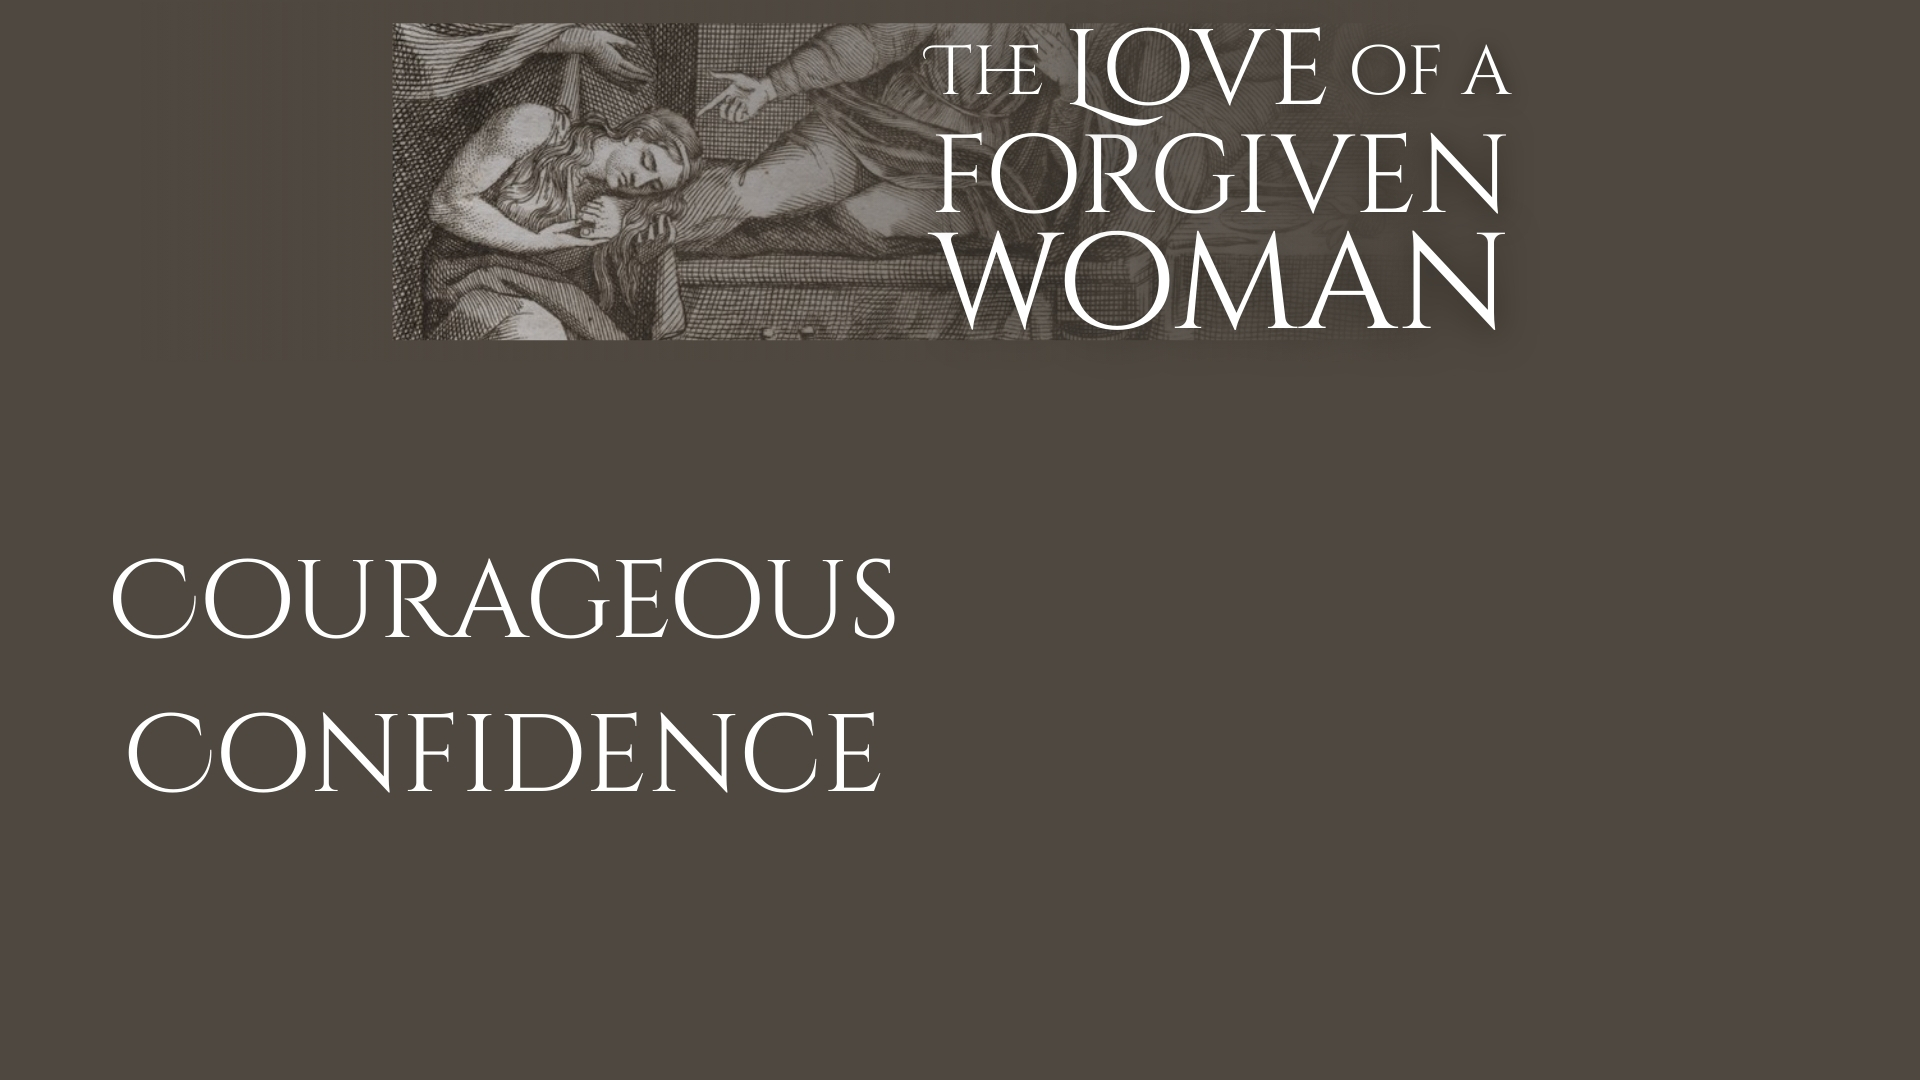 THE LOVE OF A
FORGIVEN
WOMAN
COURAGEOUS
CONFIDENCE